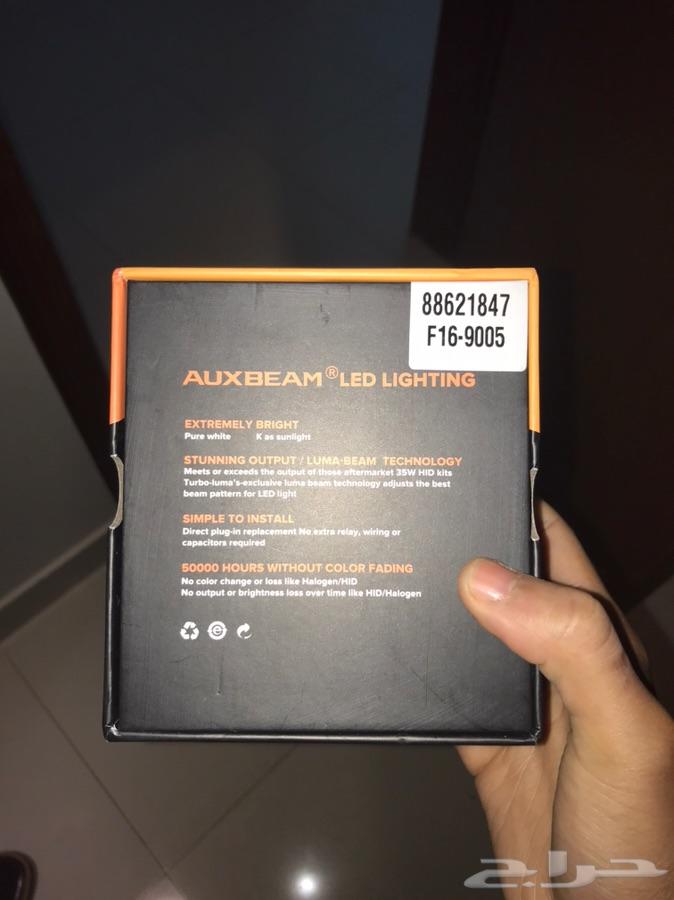 88621847
F16-9005
AUXBEAM® LED LIGHTING
EXTREMELY BRIGHT
Pure white K as sunlight
STUNNING OUTPUT / LUMA-BEAM TECHNOLOGY
Meets or exceeds the output of those aftermarket 35W HID kits
Turbo-luma's-exclusive luma beam technology adjusts the best
beam pattern for LED light
SIMPLE TO INSTALL
Direct plug-in replacement No extra relay, wiring or
capacitors required
50000 HOURS WITHOUT COLOR FADING
No color change or loss like Halogen/HID
No output or brightness loss over time like HID/Halogen
حراج